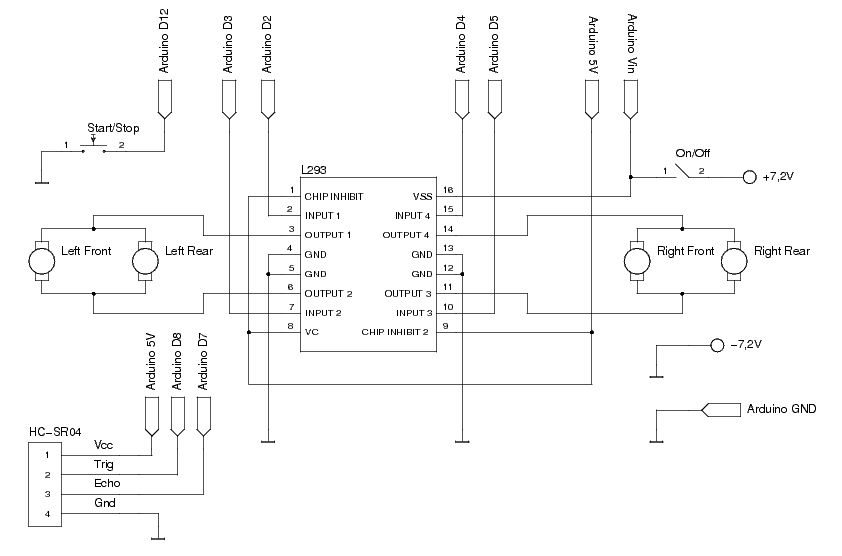 Arduino D12
Arduino D3
Arduino D2
Arduino D4
Arduino D5
Arduino 5V
Arduino Vin
Start/Stop
1 2
On/Off
1 2
+7,2V
L293
1 CHIP INHIBIT VSS 16
2 INPUT 1 INPUT 4 15
3 OUTPUT 1 OUTPUT 4 14
4 GND GND 13
5 GND GND 12
6 OUTPUT 2 OUTPUT 3 11
7 INPUT 2 INPUT 3 10
8 VC CHIP INHIBIT 2 9
Left Front
Left Rear
Right Front
Right Rear
−7,2V
Arduino GND
Arduino 5V
Arduino D8
Arduino D7
HC−SR04
1 Vcc
2 Trig
3 Echo
4 Gnd